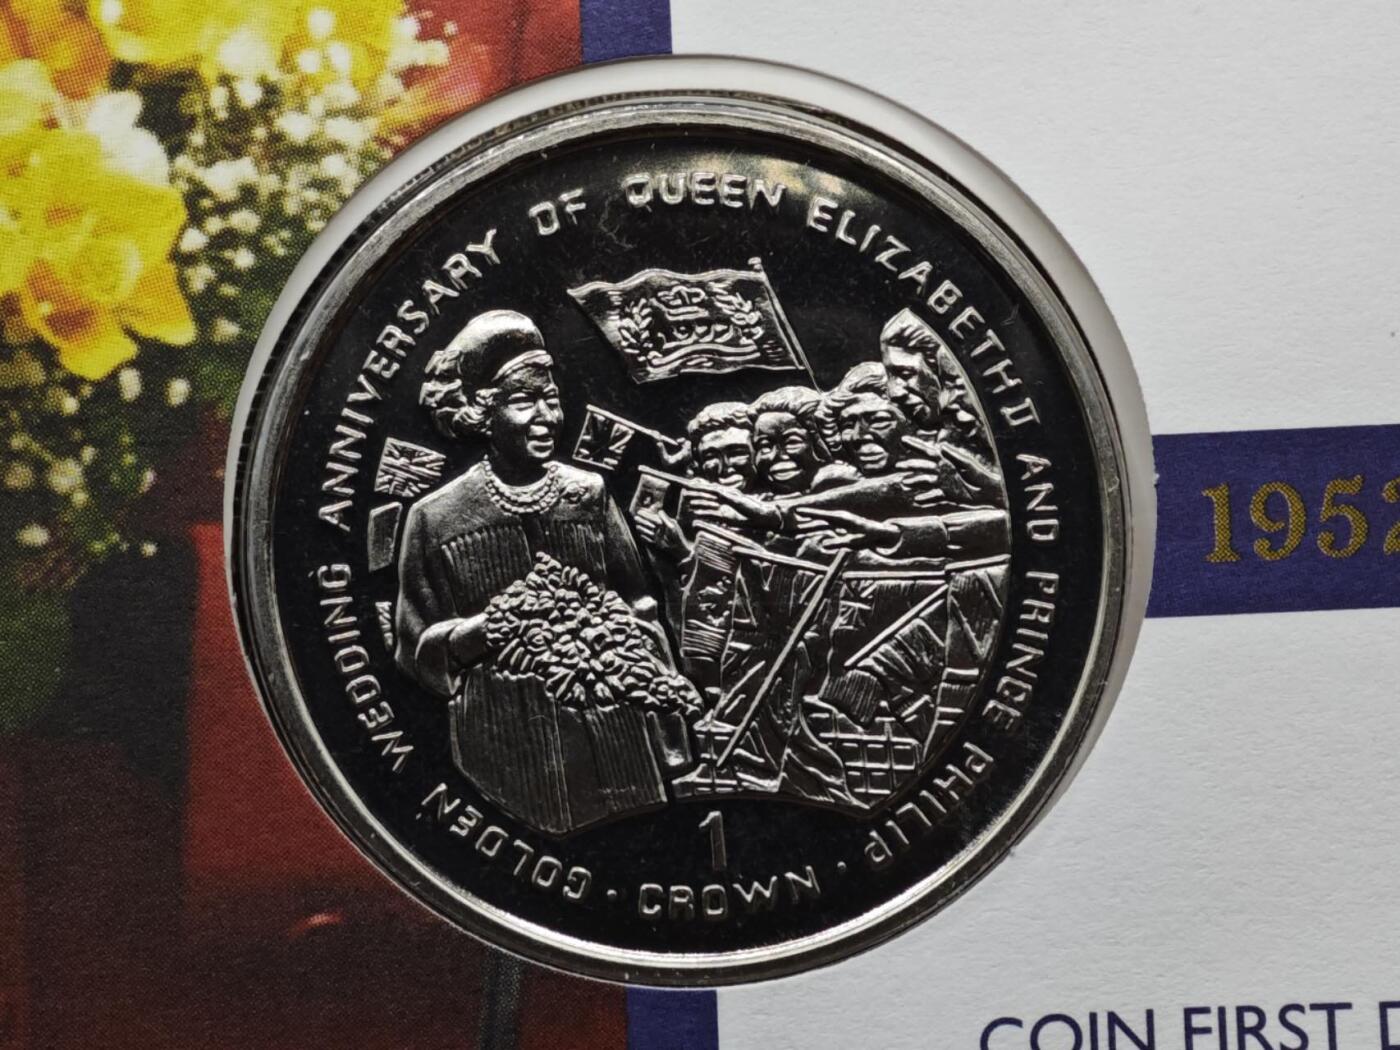 GOLDEN WEDDING ANNIVERSARY OF QUEEN ELIZABETH II AND PRINCE PHILIP ·
1
CROWN ·
1952
COIN FIRST D